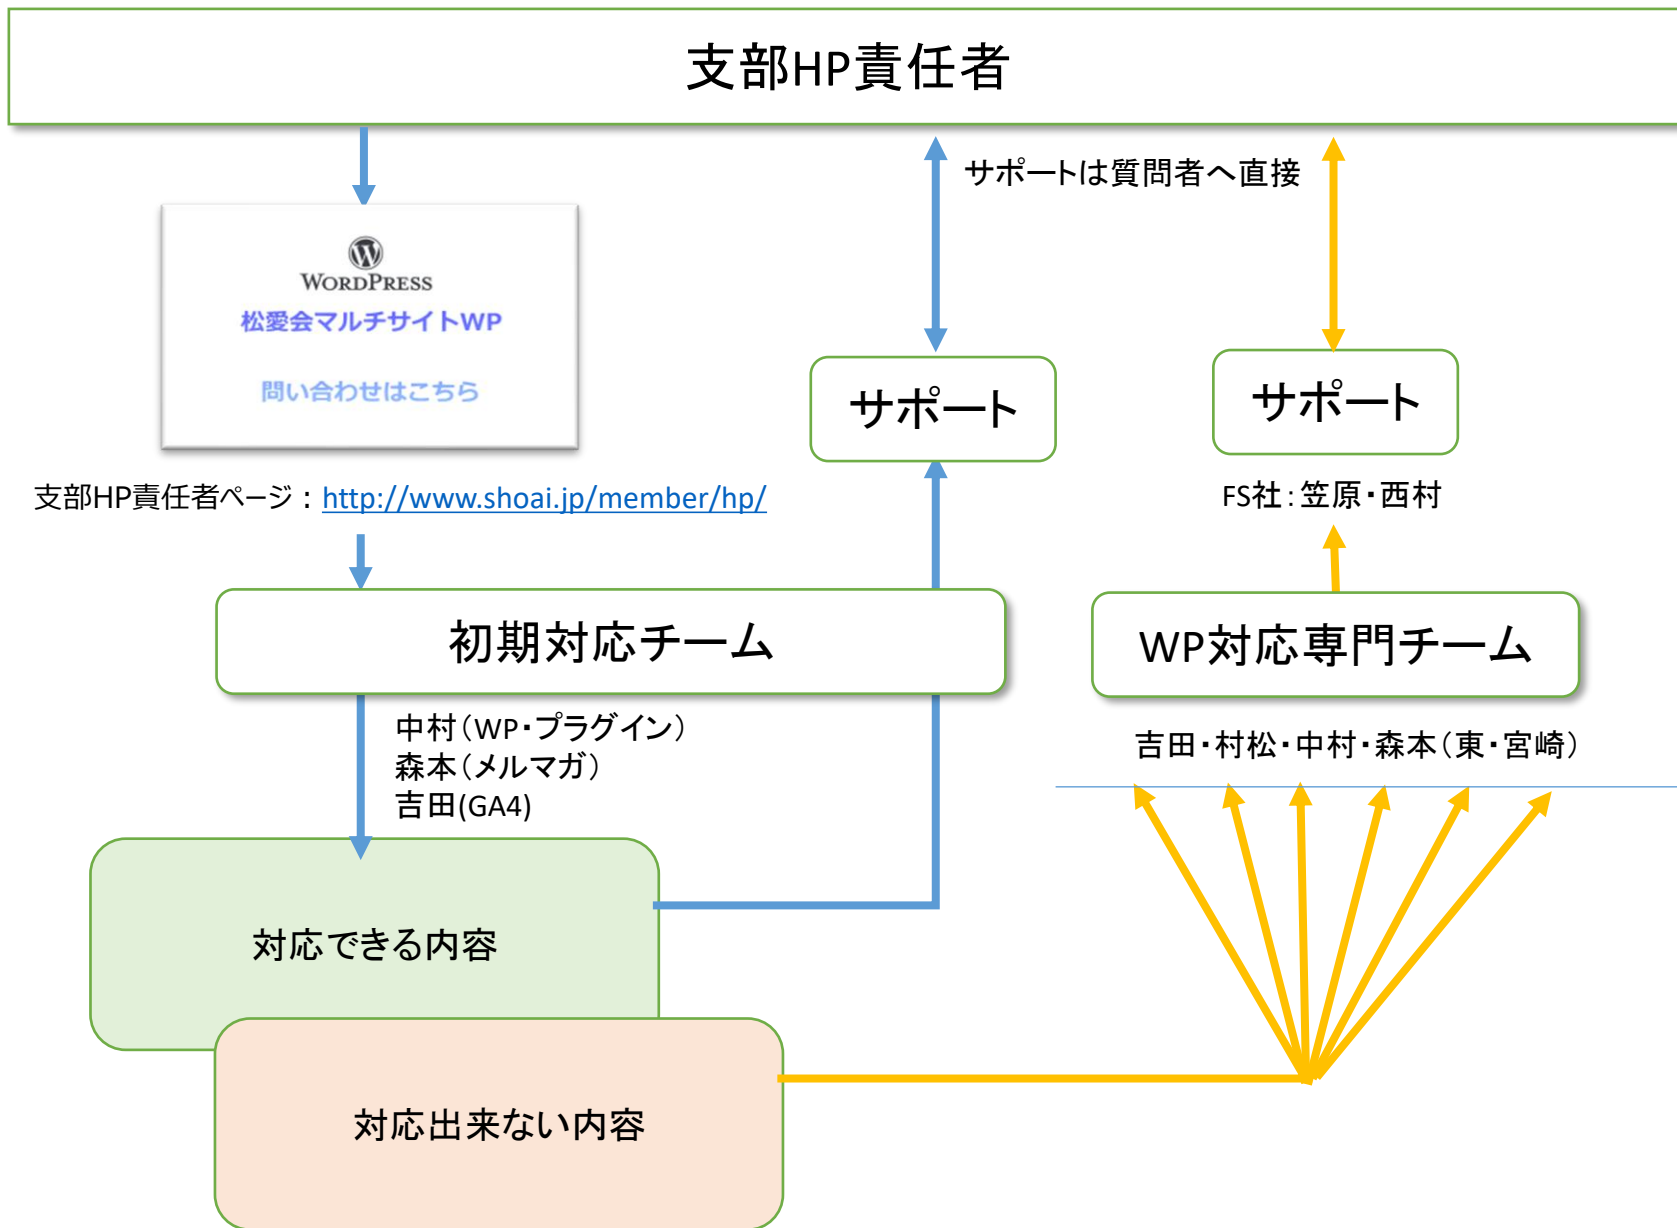 支部HP責任者
サポートは質問者へ直接
WORDPRESS
松愛会マルチサイトWP
問い合わせはこちら
サポート
サポート
支部HP責任者ページ：http://www.shoai.jp/member/hp/
FS社：笠原・西村
初期対応チーム
WP対応専門チーム
中村（WP・プラグイン）
森本（メルマガ）
吉田(GA4)
吉田・村松・中村・森本（東・宮崎）
対応できる内容
対応出来ない内容